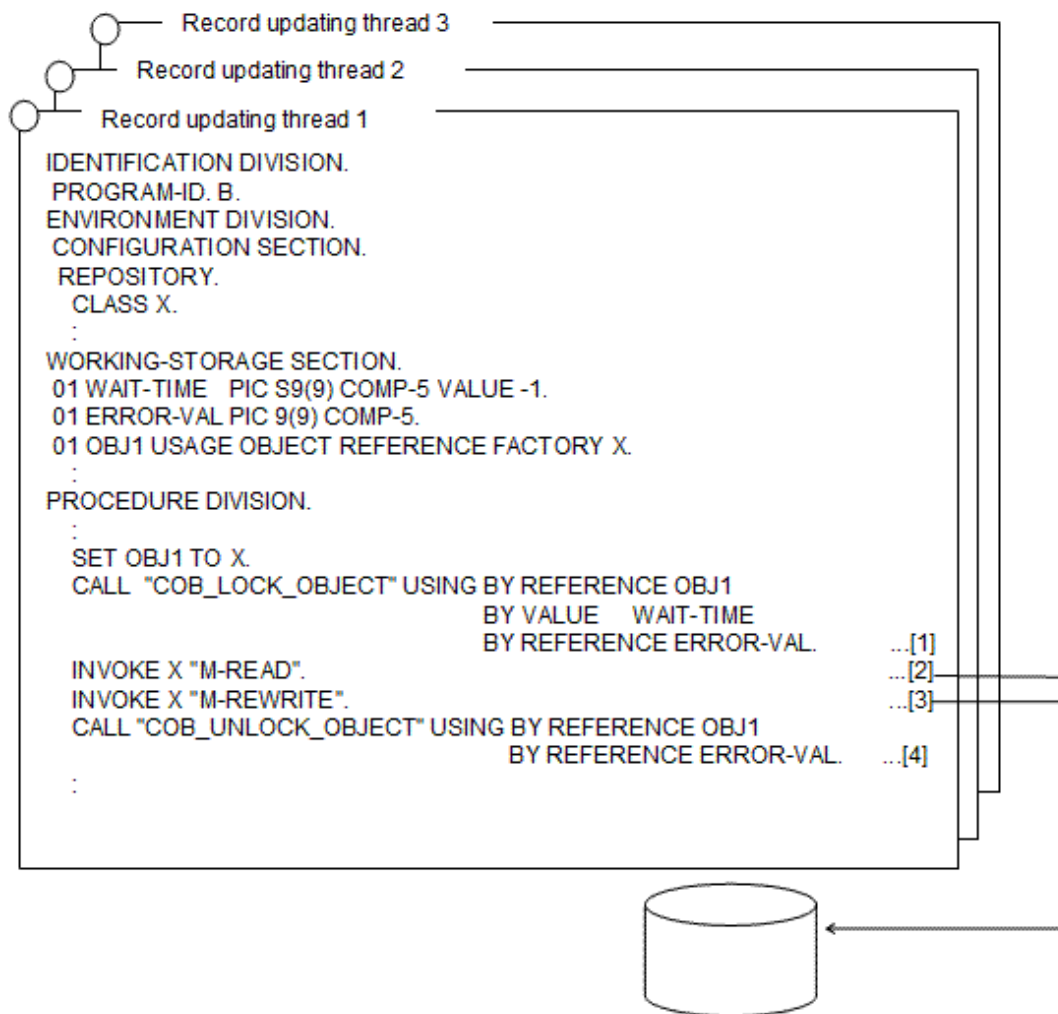 Record updating thread 3
Record updating thread 2
Record updating thread 1
IDENTIFICATION DIVISION.
PROGRAM-ID. B.
ENVIRONMENT DIVISION.
CONFIGURATION SECTION.
REPOSITORY.
CLASS X.
:
WORKING-STORAGE SECTION.
01 WAIT-TIME PIC S9(9) COMP-5 VALUE -1.
01 ERROR-VAL PIC 9(9) COMP-5.
01 OBJ1 USAGE OBJECT REFERENCE FACTORY X.
:
PROCEDURE DIVISION.
:
SET OBJ1 TO X.
CALL "COB_LOCK_OBJECT" USING BY REFERENCE OBJ1
BY VALUE WAIT-TIME
BY REFERENCE ERROR-VAL. ...[1]
INVOKE X "M-READ". ...[2]
INVOKE X "M-REWRITE". ...[3]
CALL "COB_UNLOCK_OBJECT" USING BY REFERENCE OBJ1
BY REFERENCE ERROR-VAL. ...[4]
: